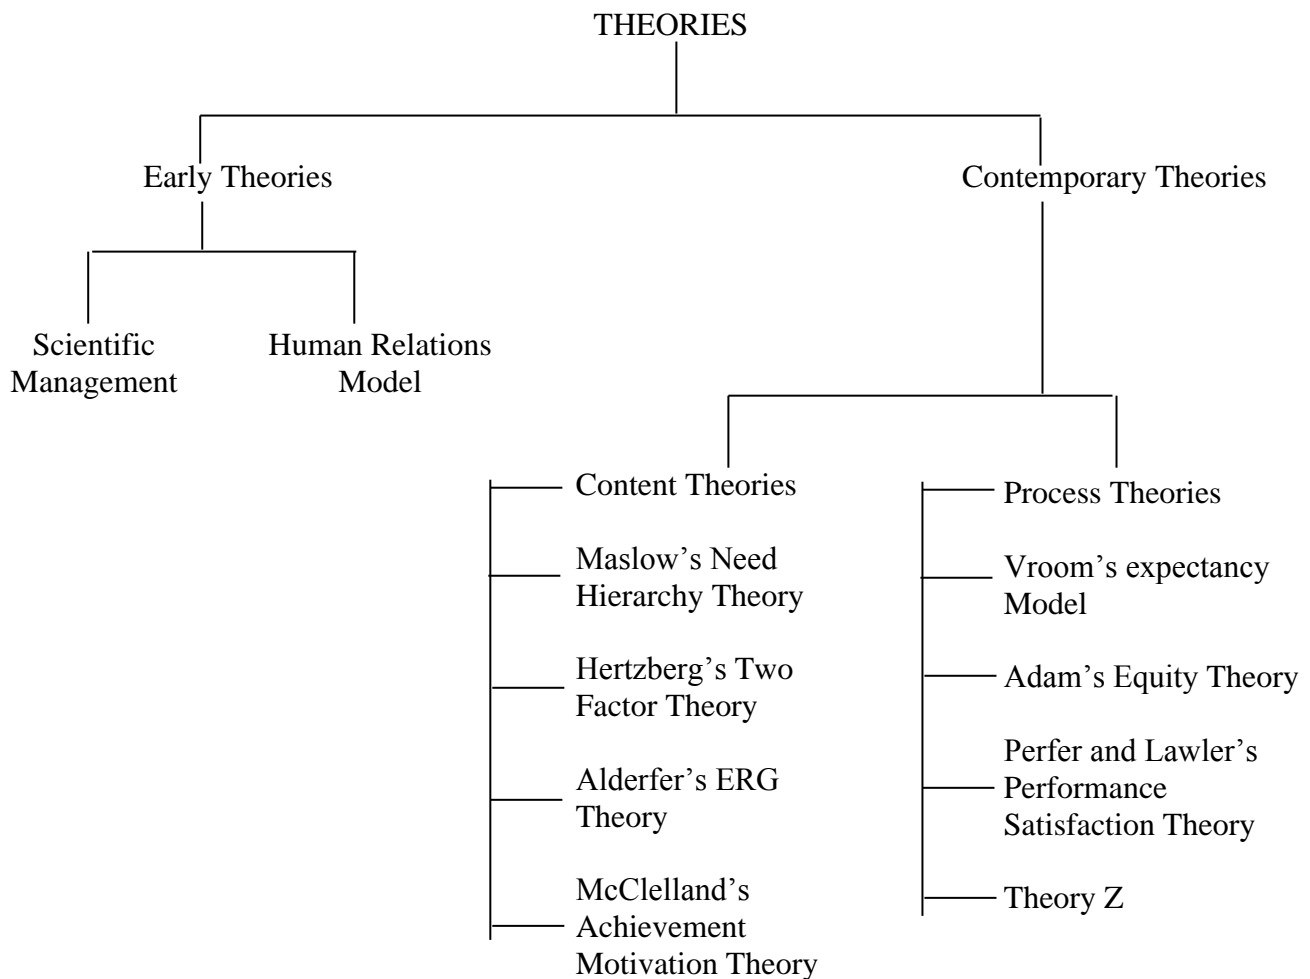 THEORIES
Early Theories
Contemporary Theories
Scientific
Management
Human Relations
Model
Content Theories
Maslow’s Need
Hierarchy Theory
Hertzberg’s Two
Factor Theory
Alderfer’s ERG
Theory
McClelland’s
Achievement
Motivation Theory
Process Theories
Vroom’s expectancy
Model
Adam’s Equity Theory
Perfer and Lawler’s
Performance
Satisfaction Theory
Theory Z